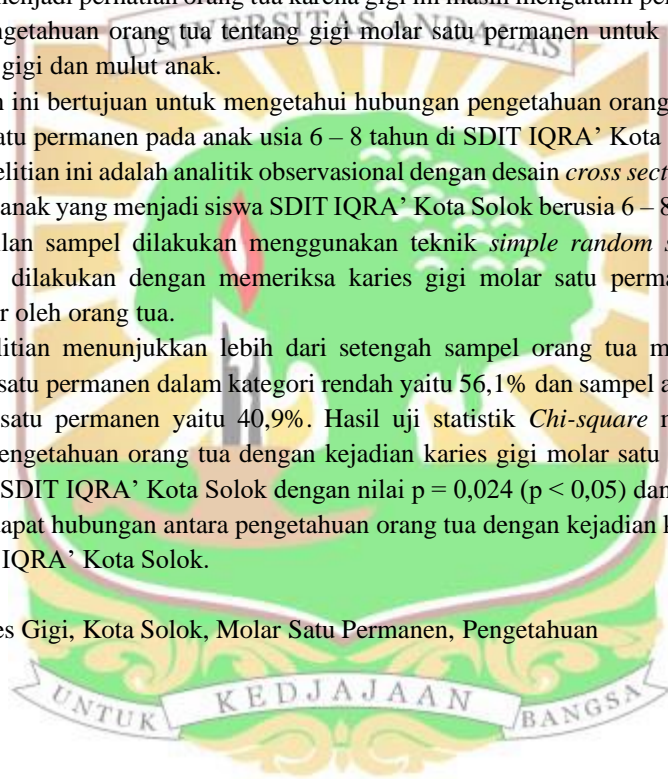 menjadi perhatian orang tua karena gigi ini masih mengalami
ngetahuan orang tua tentang gigi molar satu permanen untuk
UNIVERSITAS ANDALAS
gigi dan mulut anak.
ini bertujuan untuk mengetahui hubungan pengetahuan orang
satu permanen pada anak usia 6 – 8 tahun di SDIT IQRA’ Kota
elitian ini adalah analitik observasional dengan desain cross sect
anak yang menjadi siswa SDIT IQRA’ Kota Solok berusia 6 – 8
lan sampel dilakukan menggunakan teknik simple random s
dilakukan dengan memeriksa karies gigi molar satu perma
r oleh orang tua.
litian menunjukkan lebih dari setengah sampel orang tua m
satu permanen dalam kategori rendah yaitu 56,1% dan sampel a
satu permanen yaitu 40,9%. Hasil uji statistik Chi-square
engetahuan orang tua dengan kejadian karies gigi molar satu
SDIT IQRA’ Kota Solok dengan nilai p = 0,024 (p < 0,05) dan
apat hubungan antara pengetahuan orang tua dengan kejadian
IQRA’ Kota Solok.
es Gigi, Kota Solok, Molar Satu Permanen, Pengetahuan
UNTUK KEDJAJAAN BANGSA